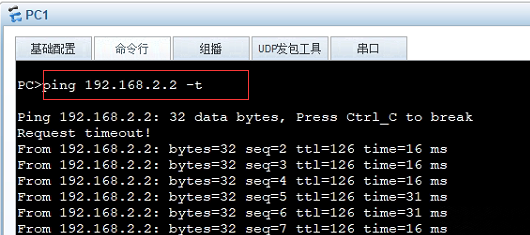 PC1
基础配置 命令行 组播 UDP发包工具 串口
PC>ping 192.168.2.2 -t
Ping 192.168.2.2: 32 data bytes, Press Ctrl_C to break
Request timeout!
From 192.168.2.2: bytes=32 seq=2 ttl=126 time=16 ms
From 192.168.2.2: bytes=32 seq=3 ttl=126 time=16 ms
From 192.168.2.2: bytes=32 seq=4 ttl=126 time=16 ms
From 192.168.2.2: bytes=32 seq=5 ttl=126 time=31 ms
From 192.168.2.2: bytes=32 seq=6 ttl=126 time=31 ms
From 192.168.2.2: bytes=32 seq=7 ttl=126 time=16 ms